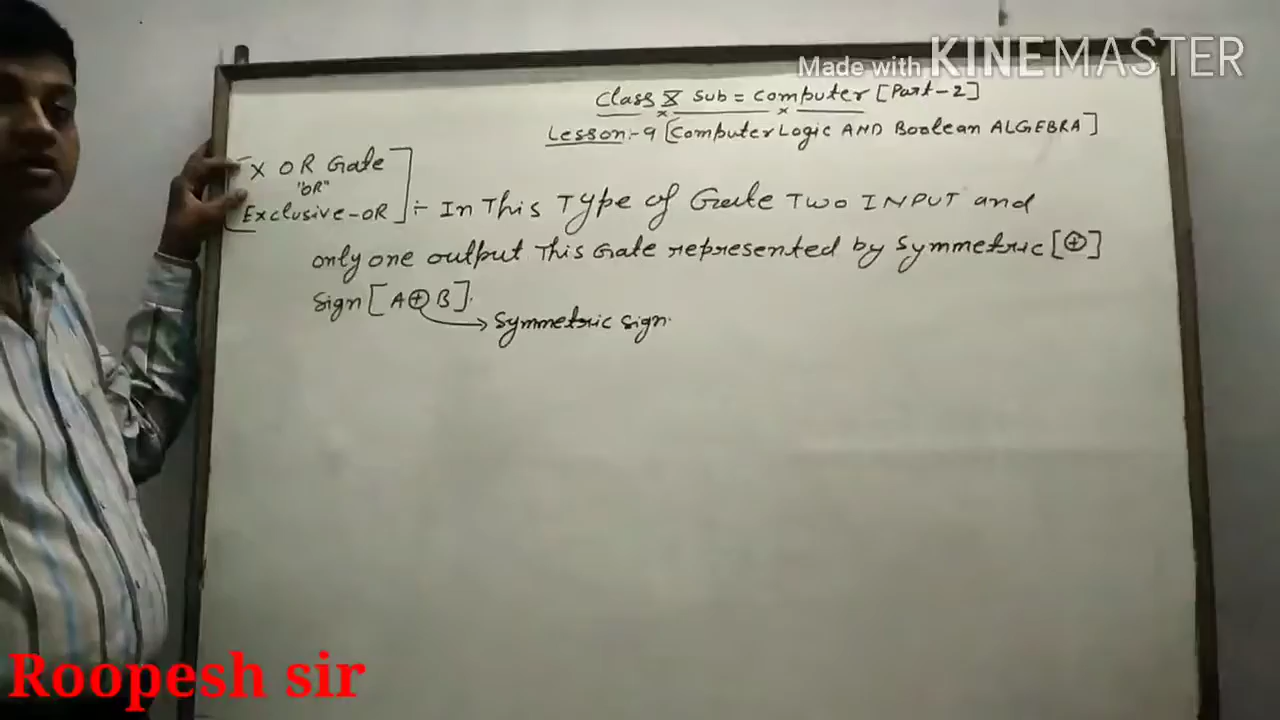 Made with KINEMASTER
Class X Sub = Computer [Part-2]
Lesson:-9 [Computer Logic AND Boolean ALGEBRA]
X OR Gate
"OR"
Exclusive-OR :- In This Type of Gate Two INPUT and
only one output This Gate represented by Symmetric [⊕]
Sign [A⊕B].
Symmetric sign.
Roopesh sir